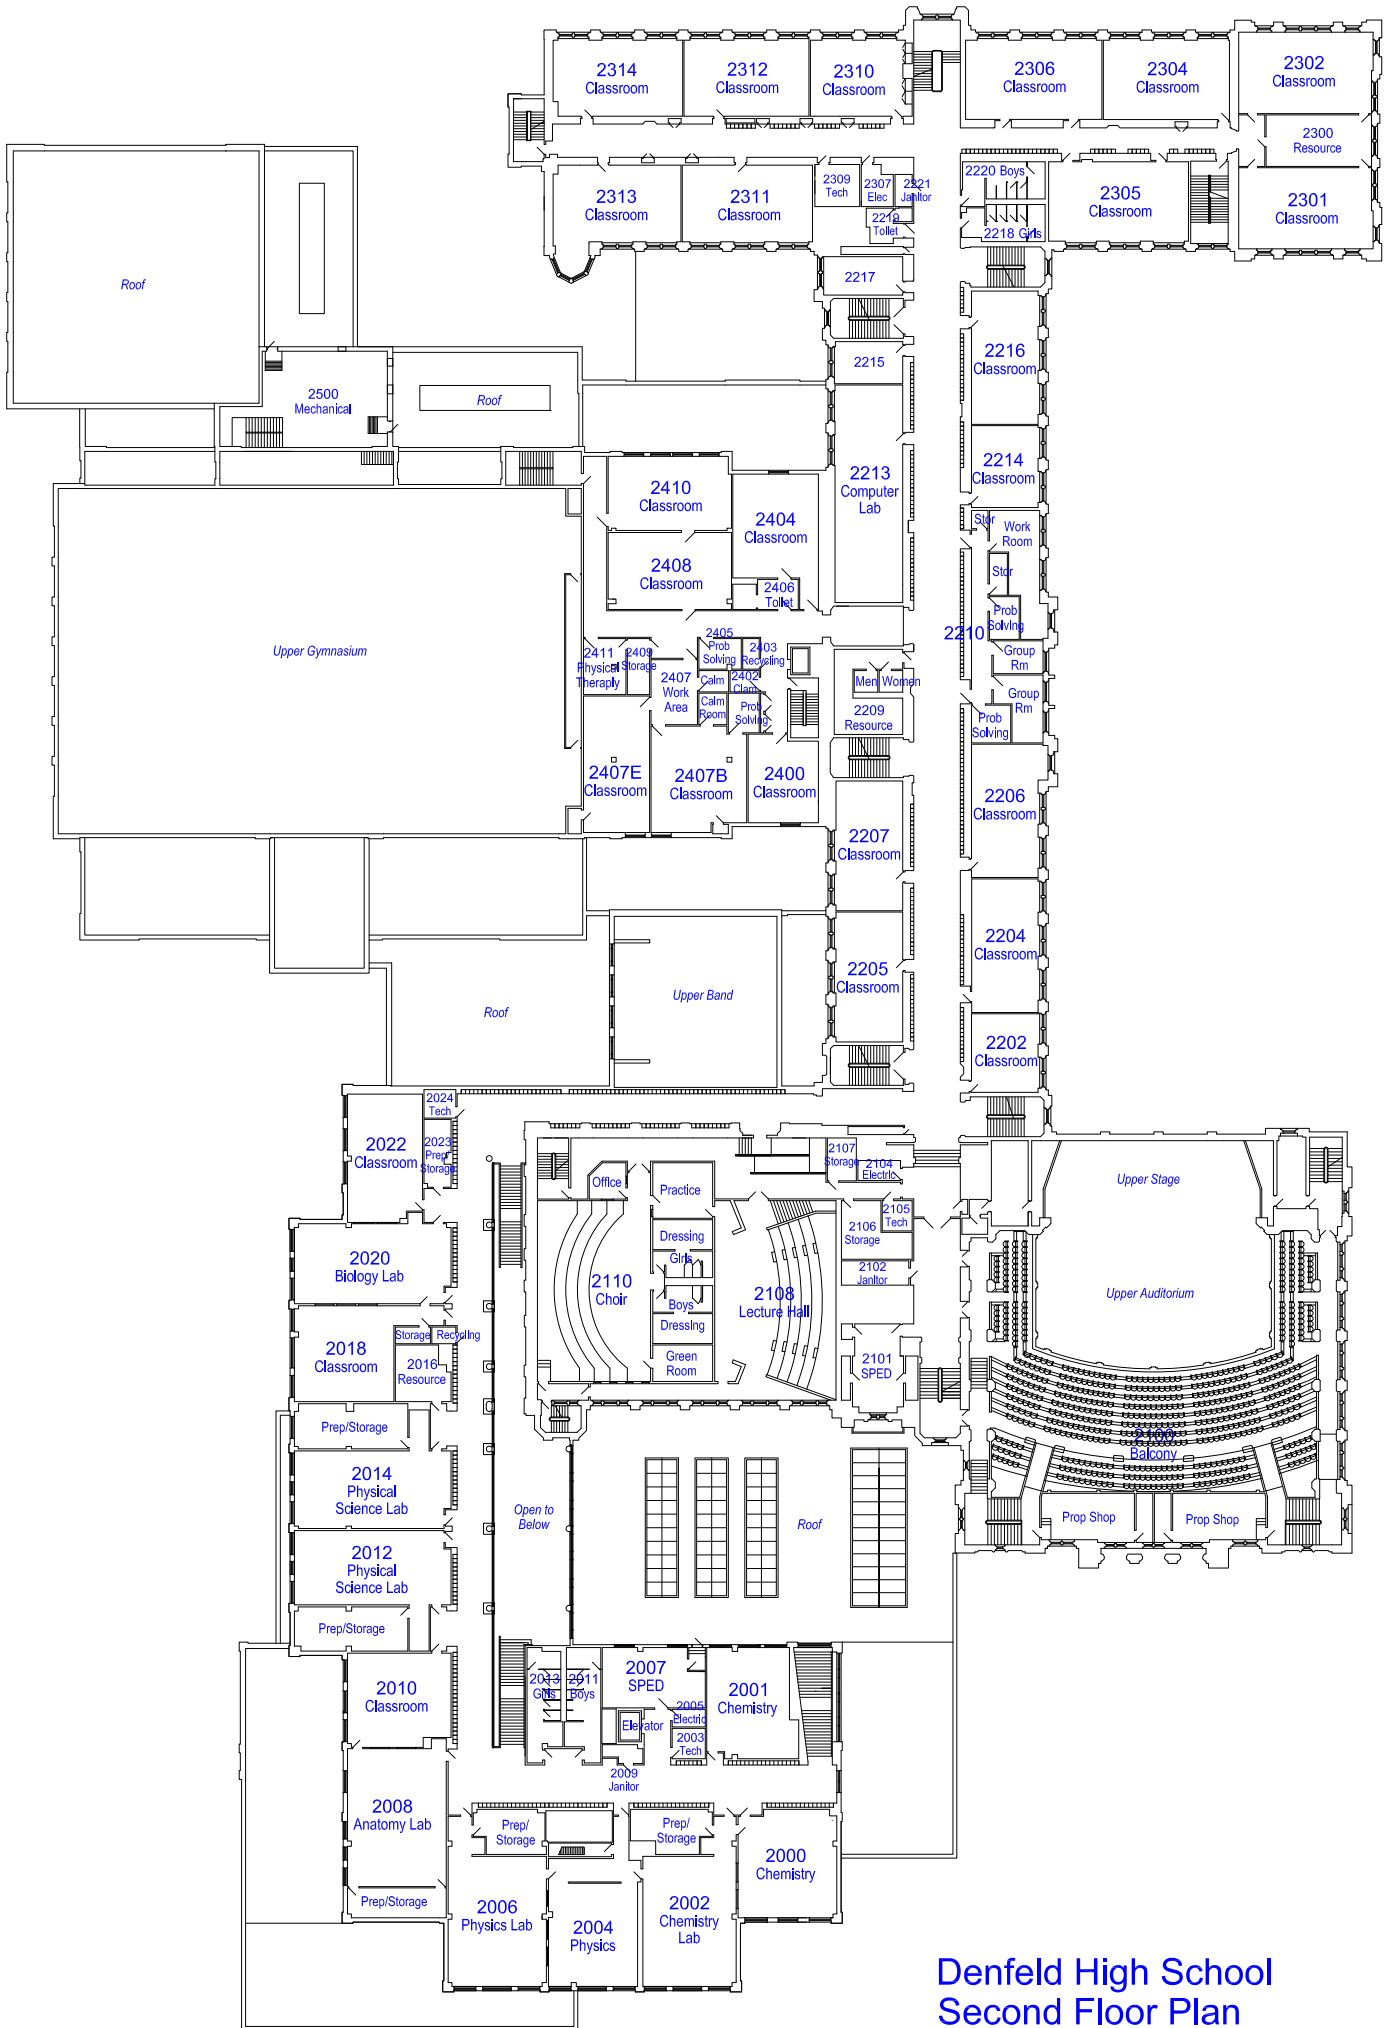 2314
Classroom
2312
Classroom
2310
Classroom
2306
Classroom
2304
Classroom
2302
Classroom
2300
Resource
2313
Classroom
2311
Classroom
2309
Tech
2307
Elec
2221
Janitor
2219
Toilet
2220 Boys
2218 Girls
2305
Classroom
2301
Classroom
Roof
2217
2215
2216
Classroom
2500
Mechanical
Roof
2410
Classroom
2404
Classroom
2213
Computer
Lab
2214
Classroom
Stor
Work
Room
2408
Classroom
2406
Toilet
Stor
Prob
Solving
2210
Upper Gymnasium
2411
Physical
Theraply
2409
Storage
2405
Prob
Solving
2403
Recycling
2407
Work
Area
Calm
2402
Clam
Calm
Room
Prob
Solving
Men
Women
2209
Resource
Group
Rm
Group
Rm
Prob
Solving
2407E
Classroom
2407B
Classroom
2400
Classroom
2206
Classroom
2207
Classroom
2204
Classroom
2205
Classroom
Roof
Upper Band
2202
Classroom
2024
Tech
2022
Classroom
2023
Prep/
Storage
2107
Storage
2104
Electric
Office
Practice
Upper Stage
2105
Tech
2106
Storage
Dressing
Girls
2020
Biology Lab
2110
Choir
2102
Janitor
2108
Lecture Hall
Boys
Dressing
Upper Auditorium
Storage
Recycling
2018
Classroom
2016
Resource
Green
Room
2101
SPED
Prep/Storage
2100
Balcony
2014
Physical
Science Lab
Open to
Below
Roof
Prop Shop
Prop Shop
2012
Physical
Science Lab
Prep/Storage
2010
Classroom
2013
Girls
2011
Boys
2007
SPED
2001
Chemistry
2005
Electric
Elevator
2003
Tech
2009
Janitor
2008
Anatomy Lab
Prep/
Storage
Prep/
Storage
2000
Chemistry
Prep/Storage
2006
Physics Lab
2004
Physics
2002
Chemistry
Lab
Denfeld High School
Second Floor Plan